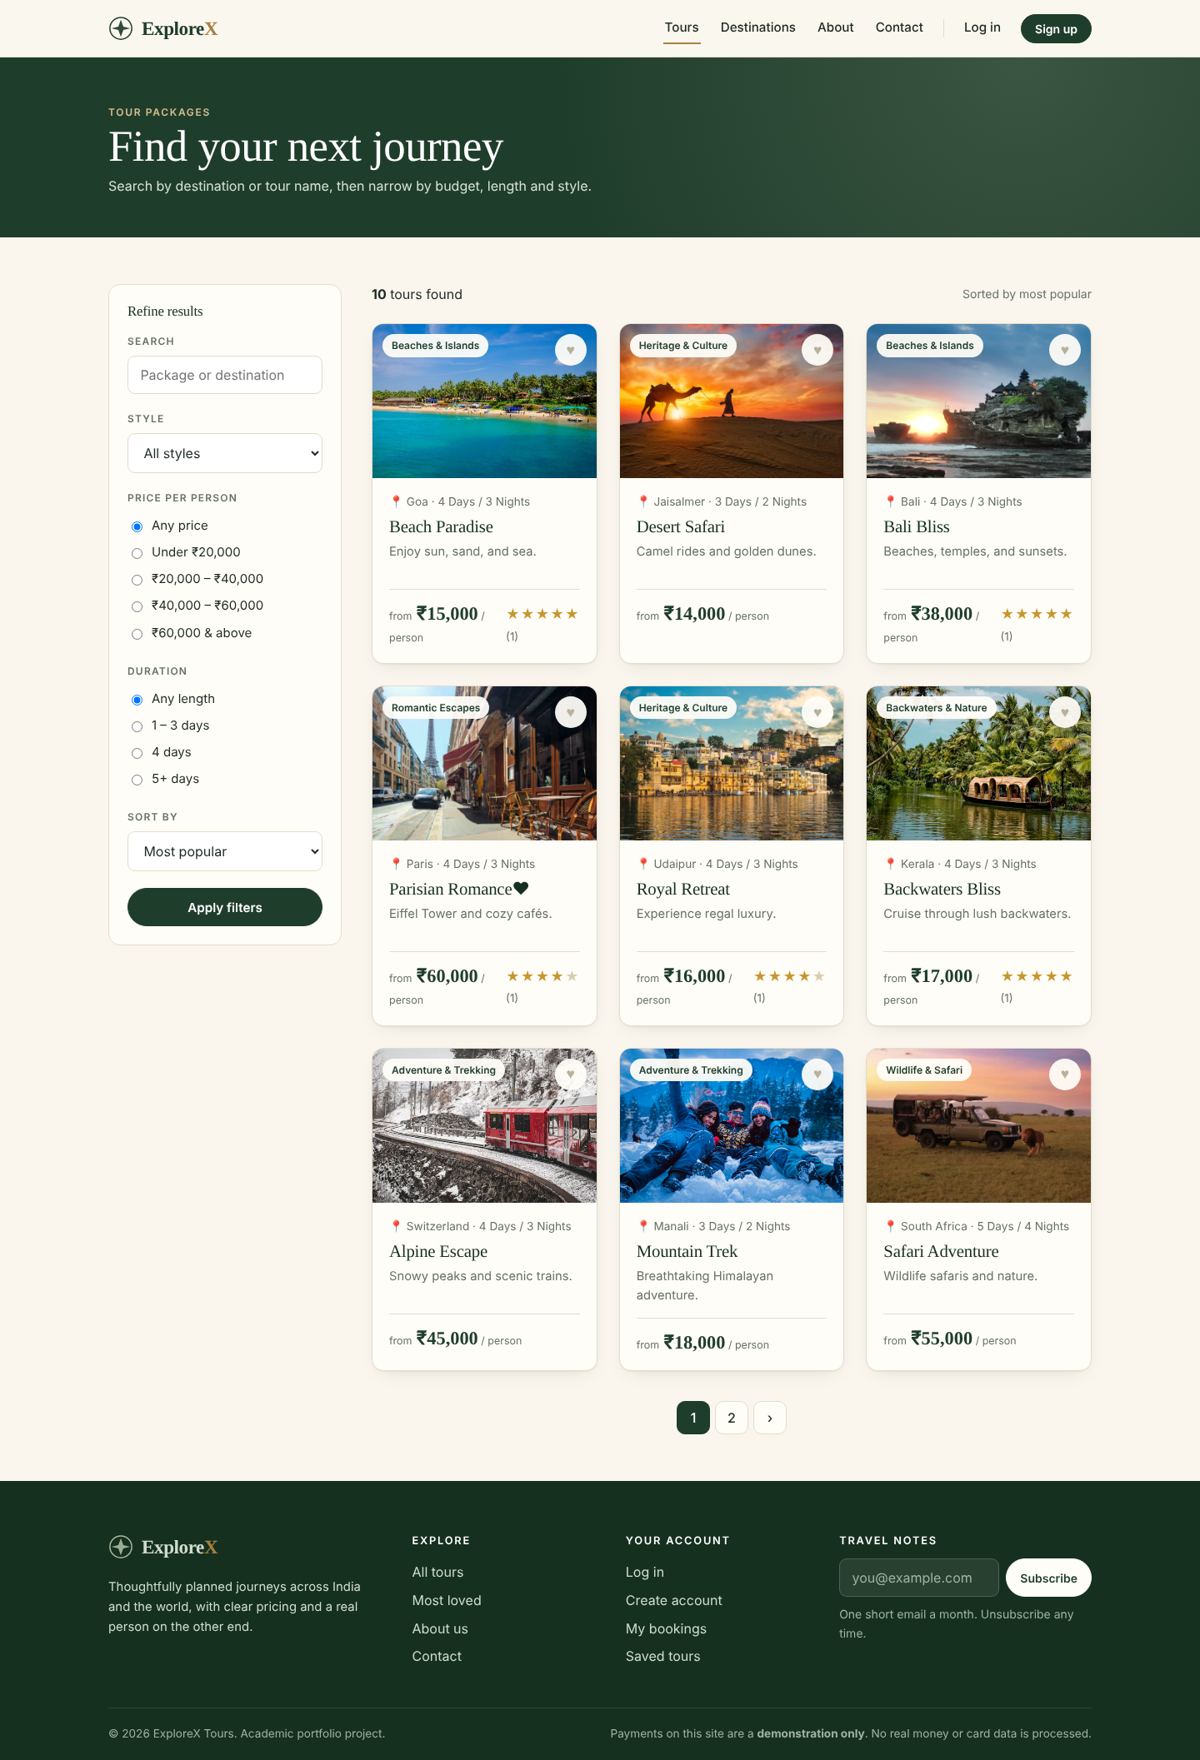 ExploreX
Tours Destinations About Contact Log in Sign up
TOUR PACKAGES
Find your next journey
Search by destination or tour name, then narrow by budget, length and style.
Refine results
SEARCH
Package or destination
STYLE
All styles
PRICE PER PERSON
Any price
Under ₹20,000
₹20,000 – ₹40,000
₹40,000 – ₹60,000
₹60,000 & above
DURATION
Any length
1 – 3 days
4 days
5+ days
SORT BY
Most popular
Apply filters
10 tours found
Sorted by most popular
Beaches & Islands
📍 Goa · 4 Days / 3 Nights
Beach Paradise
Enjoy sun, sand, and sea.
from ₹15,000 / person
★★★★★ (1)
Heritage & Culture
📍 Jaisalmer · 3 Days / 2 Nights
Desert Safari
Camel rides and golden dunes.
from ₹14,000 / person
Beaches & Islands
📍 Bali · 4 Days / 3 Nights
Bali Bliss
Beaches, temples, and sunsets.
from ₹38,000 / person
★★★★★ (1)
Romantic Escapes
📍 Paris · 4 Days / 3 Nights
Parisian Romance♥
Eiffel Tower and cozy cafés.
from ₹60,000 / person
★★★★★ (1)
Heritage & Culture
📍 Udaipur · 4 Days / 3 Nights
Royal Retreat
Experience regal luxury.
from ₹16,000 / person
★★★★★ (1)
Backwaters & Nature
📍 Kerala · 4 Days / 3 Nights
Backwaters Bliss
Cruise through lush backwaters.
from ₹17,000 / person
★★★★★ (1)
Adventure & Trekking
📍 Switzerland · 4 Days / 3 Nights
Alpine Escape
Snowy peaks and scenic trains.
from ₹45,000 / person
Adventure & Trekking
📍 Manali · 3 Days / 2 Nights
Mountain Trek
Breathtaking Himalayan
adventure.
from ₹18,000 / person
Wildlife & Safari
📍 South Africa · 5 Days / 4 Nights
Safari Adventure
Wildlife safaris and nature.
from ₹55,000 / person
1 2 ›
ExploreX
Thoughtfully planned journeys across India
and the world, with clear pricing and a real
person on the other end.
EXPLORE
All tours
Most loved
About us
Contact
YOUR ACCOUNT
Log in
Create account
My bookings
Saved tours
TRAVEL NOTES
you@example.com
Subscribe
One short email a month. Unsubscribe any
time.
© 2026 ExploreX Tours. Academic portfolio project.
Payments on this site are a demonstration only. No real money or card data is processed.